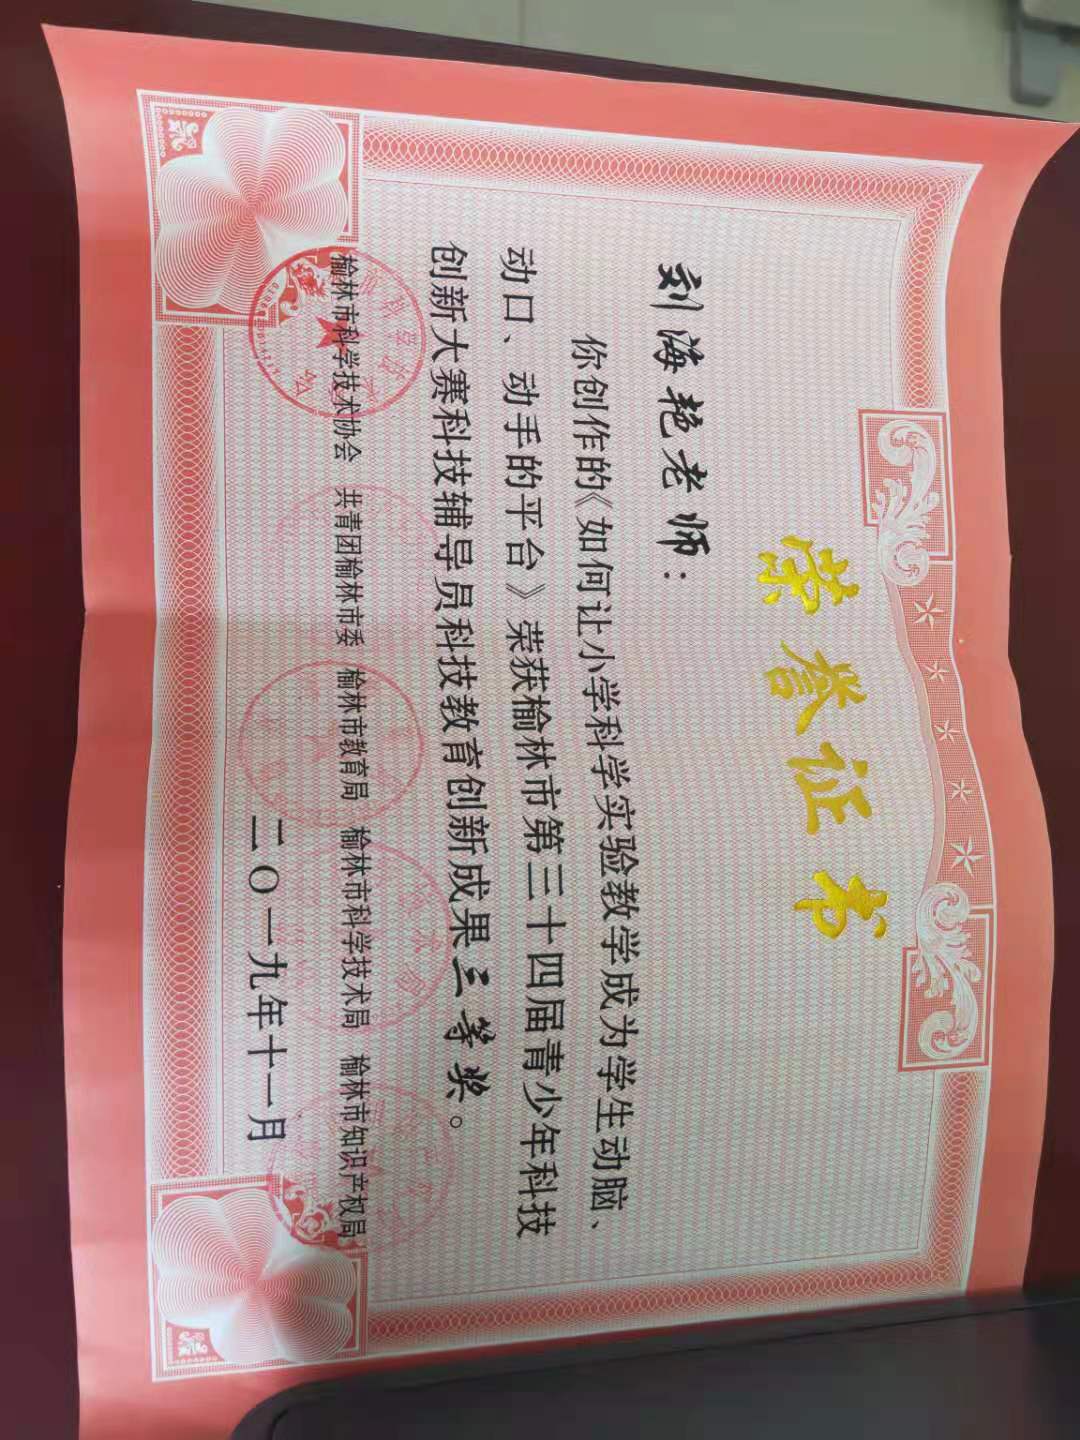 荣誉证书
刘海艳老师：
你创作的《如何让小学科学实验教学成为学生动脑、
动口、动手的平台》荣获榆林市第三十四届青少年科技
创新大赛科技辅导员科技教育创新成果三等奖。
榆林市科学技术协会 共青团榆林市委 榆林市教育局 榆林市科学技术局 榆林市知识产权局
二〇一九年十一月